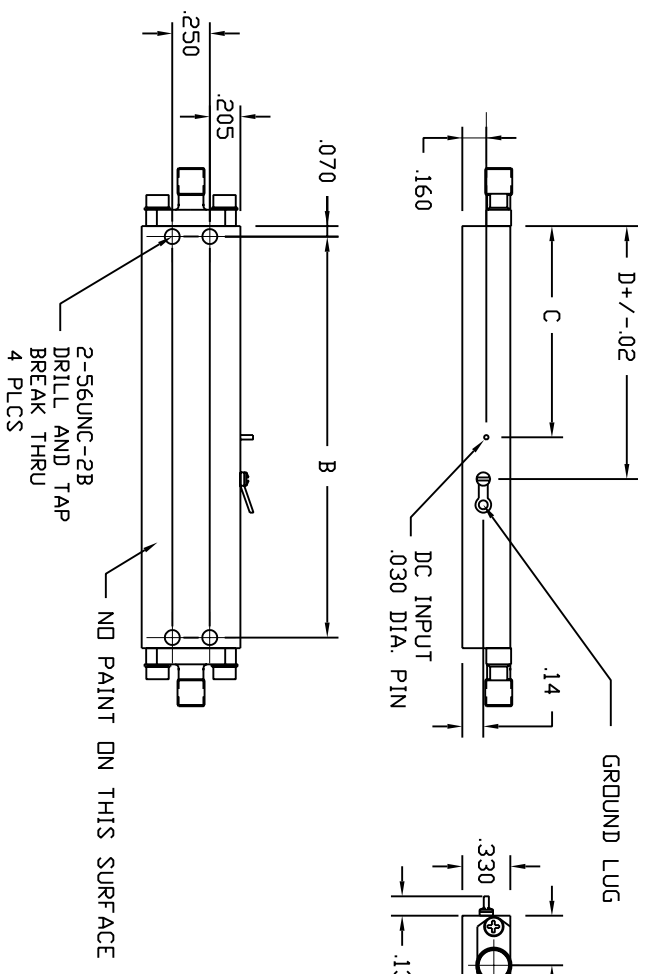 D+/-.02
C
.160
DC INPUT
.030 DIA. PIN
.14
GROUND LUG
.330
.250
.205
.070
B
2-56UNC-2B
DRILL AND TAP
BREAK THRU
4 PLCS
NO PAINT ON THIS SURFACE